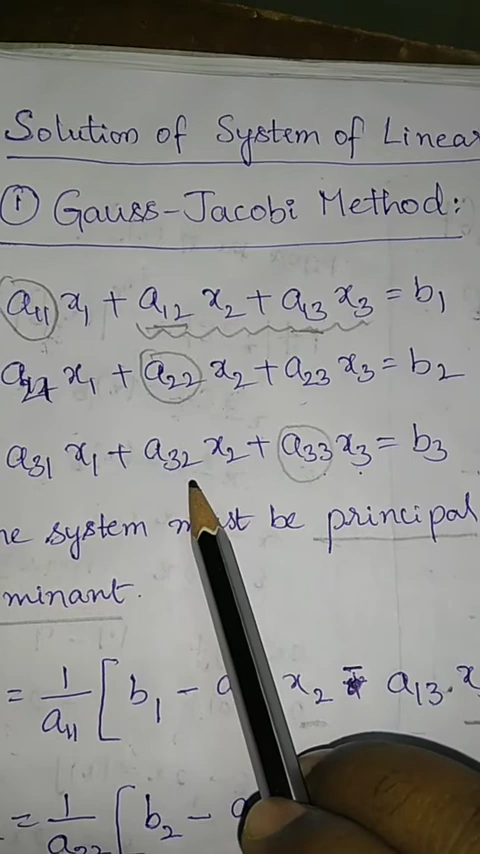 Solution of System of Linear
① Gauss-Jacobi Method:
a₁₁ x₁ + a₁₂ x₂ + a₁₃ x₃ = b₁
a₂₁ x₁ + a₂₂ x₂ + a₂₃ x₃ = b₂
a₃₁ x₁ + a₃₂ x₂ + a₃₃ x₃ = b₃
system must be principal
minant.
= 1/a₁₁ [ b₁ - a x₂ - a₁₃ . x
= 1/a₂₂ [ b₂ - a